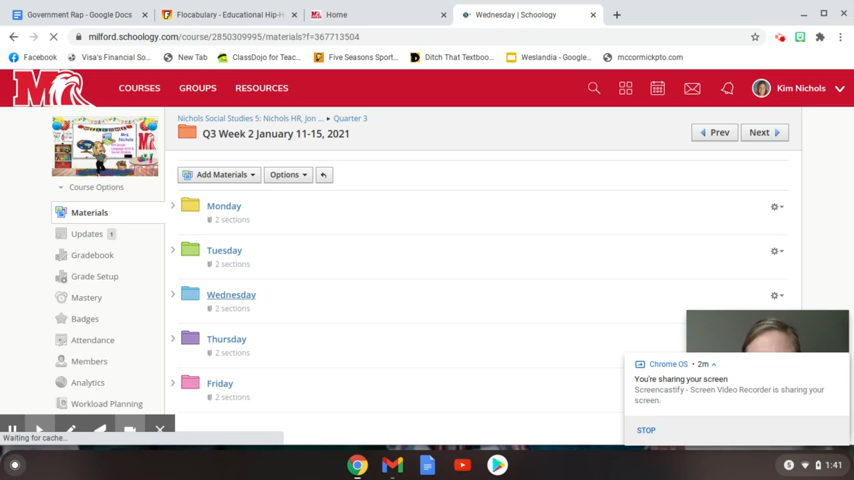 Government Rap - Google Docs
Flocabulary - Educational Hip-H
Home
Wednesday | Schoology
milford.schoology.com/course/2850309995/materials?f=367713504
Facebook
Visa's Financial So...
New Tab
ClassDojo for Teac...
Five Seasons Sport...
Ditch That Textboo...
Weslandia - Google...
mccormickpto.com
M
COURSES
GROUPS
RESOURCES
Kim Nichols
Nichols Social Studies 5: Nichols HR, Jon ... ▸ Quarter 3
Q3 Week 2 January 11-15, 2021
Prev
Next
Course Options
Add Materials
Options
Materials
Updates
Gradebook
Grade Setup
Mastery
Badges
Attendance
Members
Analytics
Workload Planning
Monday
2 sections
Tuesday
2 sections
Wednesday
2 sections
Thursday
2 sections
Friday
2 sections
Chrome OS • 2m
You're sharing your screen
Screencastify - Screen Video Recorder is sharing your
screen.
STOP
Waiting for cache...
1:41